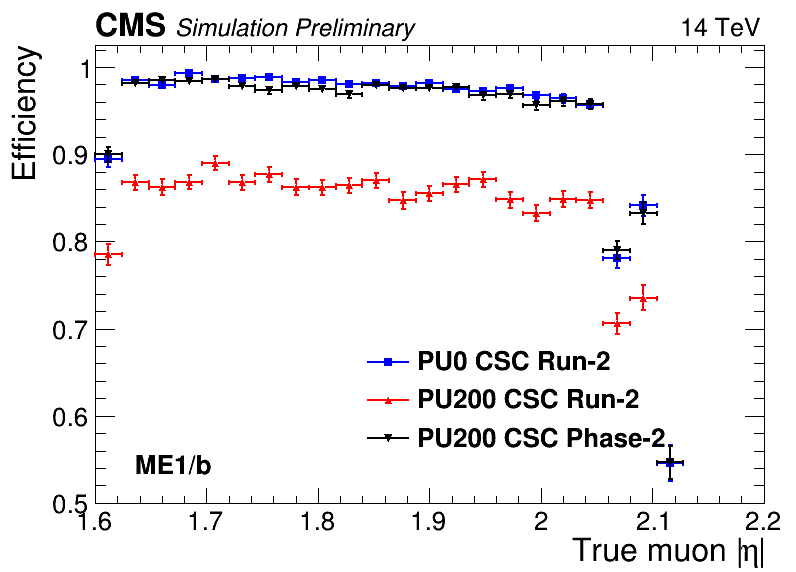 CMS Simulation Preliminary 14 TeV
Efficiency
1
0.9
0.8
0.7
0.6
0.5
PU0 CSC Run-2
PU200 CSC Run-2
PU200 CSC Phase-2
ME1/b
1.6 1.7 1.8 1.9 2 2.1 2.2
True muon |η|